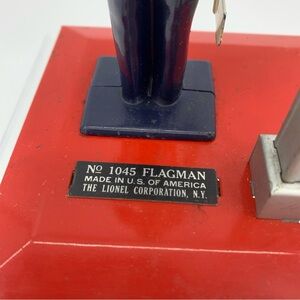 Nº 1045 FLAGMAN
MADE IN U.S. OF AMERICA
THE LIONEL CORPORATION, N.Y.